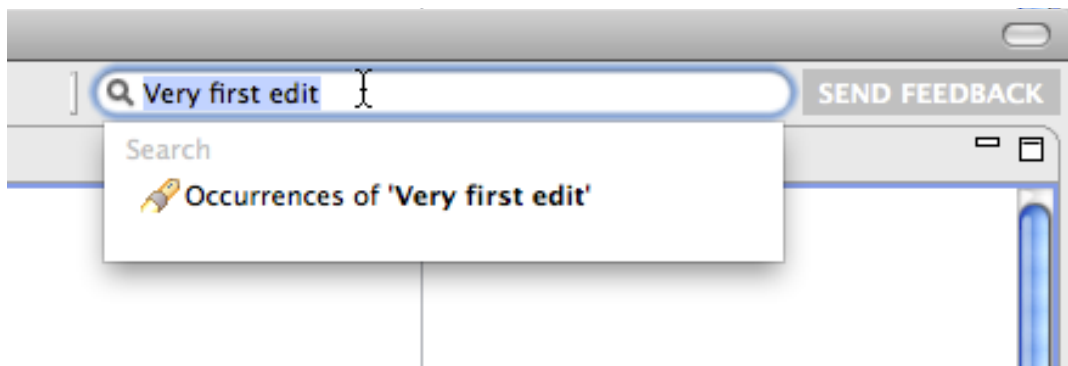 Very first edit
SEND FEEDBACK
Search
Occurrences of 'Very first edit'